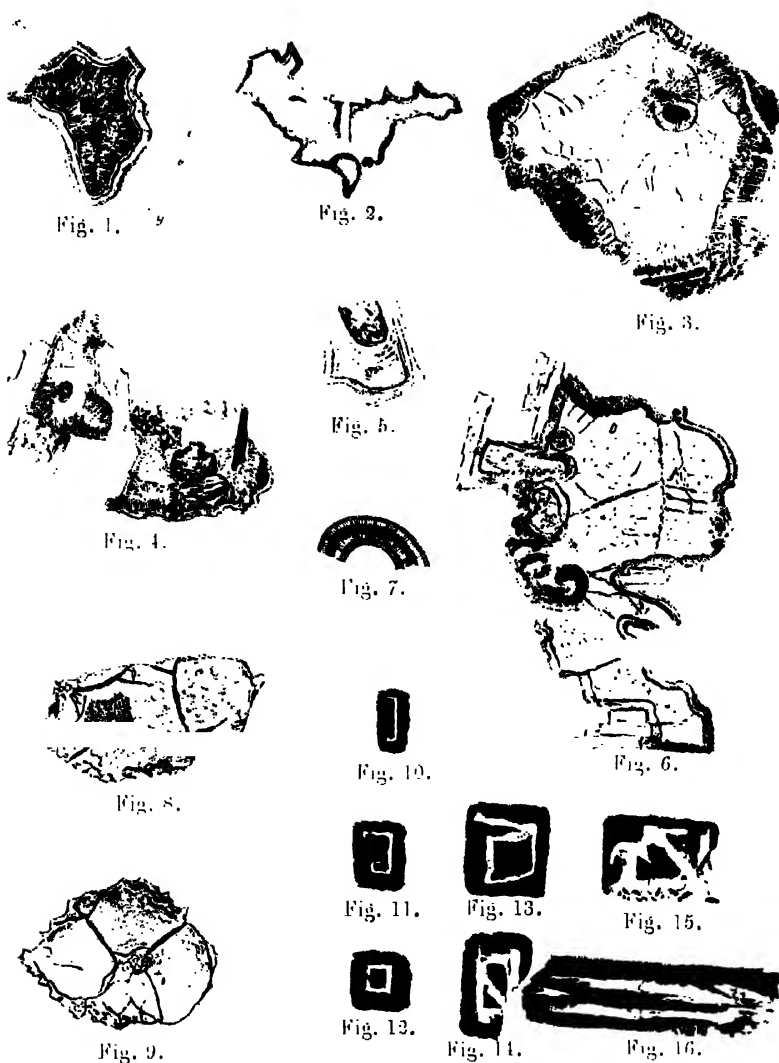 x.
Fig. 1.
y
Fig. 2.
Fig. 3.
Fig. 4.
Fig. 5.
Fig. 7.
Fig. 6.
Fig. 8.
Fig. 10.
Fig. 11.
Fig. 13.
Fig. 15.
Fig. 9.
Fig. 12.
Fig. 14.
Fig. 16.